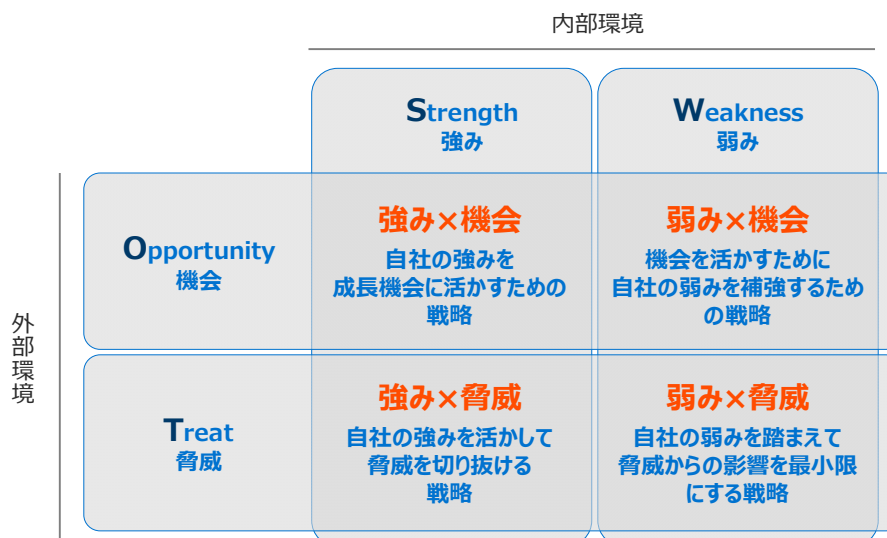 内部環境
Strength
強み
Weakness
弱み
外部環境
Opportunity
機会
強み×機会
自社の強みを
成長機会に活かすための
戦略
弱み×機会
機会を活かすために
自社の弱みを補強するため
の戦略
Treat
脅威
強み×脅威
自社の強みを活かして
脅威を切り抜ける
戦略
弱み×脅威
自社の弱みを踏まえて
脅威からの影響を最小限
にする戦略